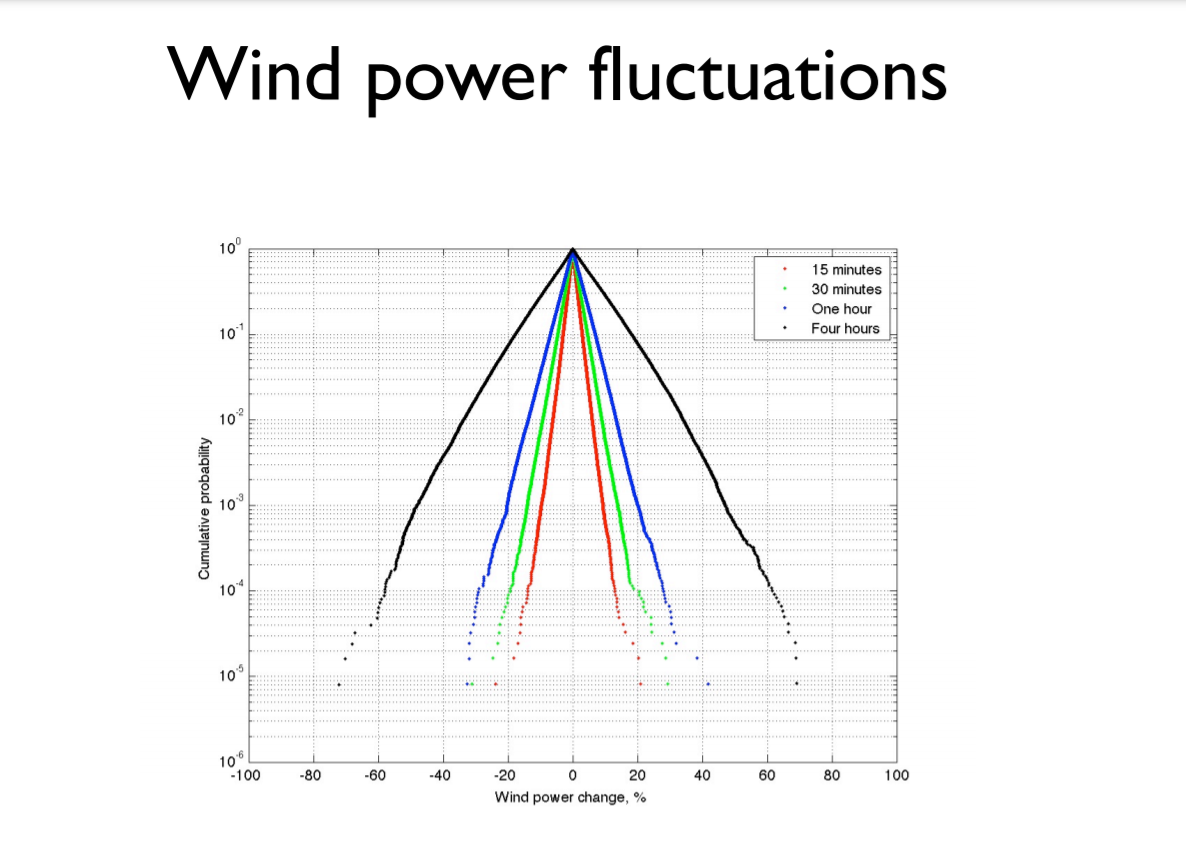 Wind power fluctuations
10^0
10^-1
10^-2
10^-3
10^-4
10^-5
10^-6
Cumulative probability
15 minutes
30 minutes
One hour
Four hours
-100 -80 -60 -40 -20 0 20 40 60 80 100
Wind power change, %